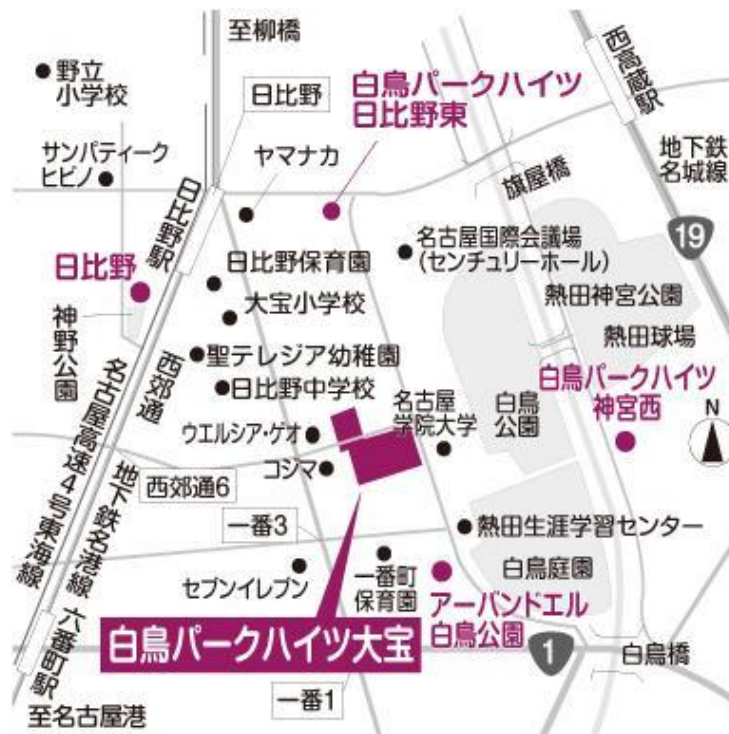 至柳橋
野立
小学校
日比野
白鳥パークハイツ
日比野東
西高蔵駅
サンパティーク
ヒビノ
ヤマナカ
旗屋橋
地下鉄
名城線
19
日比野駅
日比野
日比野保育園
名古屋国際会議場
(センチュリーホール)
大宝小学校
熱田神宮公園
神野公園
西郊通
聖テレジア幼稚園
熱田球場
日比野中学校
白鳥パークハイツ
神宮西
名古屋
学院大学
白鳥
公園
N
ウエルシア・ゲオ
コジマ
西郊通6
名古屋高速4号東海線
地下鉄名港線
一番3
熱田生涯学習センター
セブンイレブン
一番町
保育園
白鳥庭園
アーバンドエル
白鳥公園
白鳥パークハイツ大宝
1
白鳥橋
六番町駅
一番1
至名古屋港